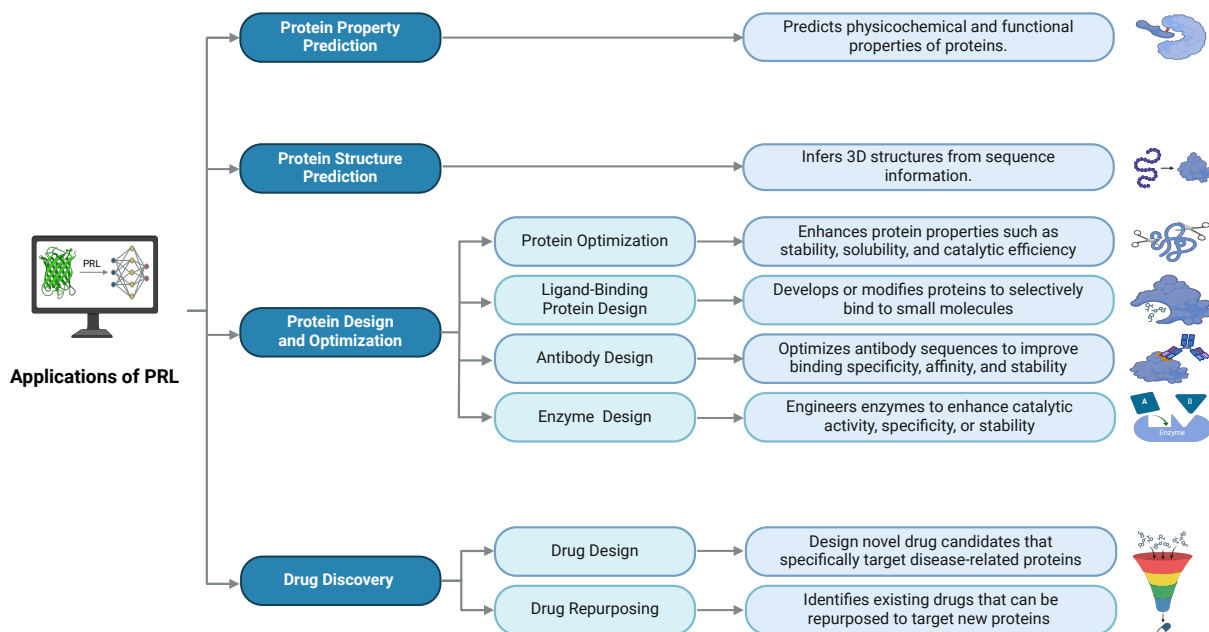 Protein Property
Prediction
Predicts physicochemical and functional
properties of proteins.
Protein Structure
Prediction
Infers 3D structures from sequence
information.
PRL
Applications of PRL
Protein Design
and Optimization
Protein Optimization
Enhances protein properties such as
stability, solubility, and catalytic efficiency
Ligand-Binding
Protein Design
Develops or modifies proteins to selectively
bind to small molecules
Antibody Design
Optimizes antibody sequences to improve
binding specificity, affinity, and stability
Enzyme Design
Engineers enzymes to enhance catalytic
activity, specificity, or stability
A
B
Enzyme
Drug Discovery
Drug Design
Design novel drug candidates that
specifically target disease-related proteins
Drug Repurposing
Identifies existing drugs that can be
repurposed to target new proteins